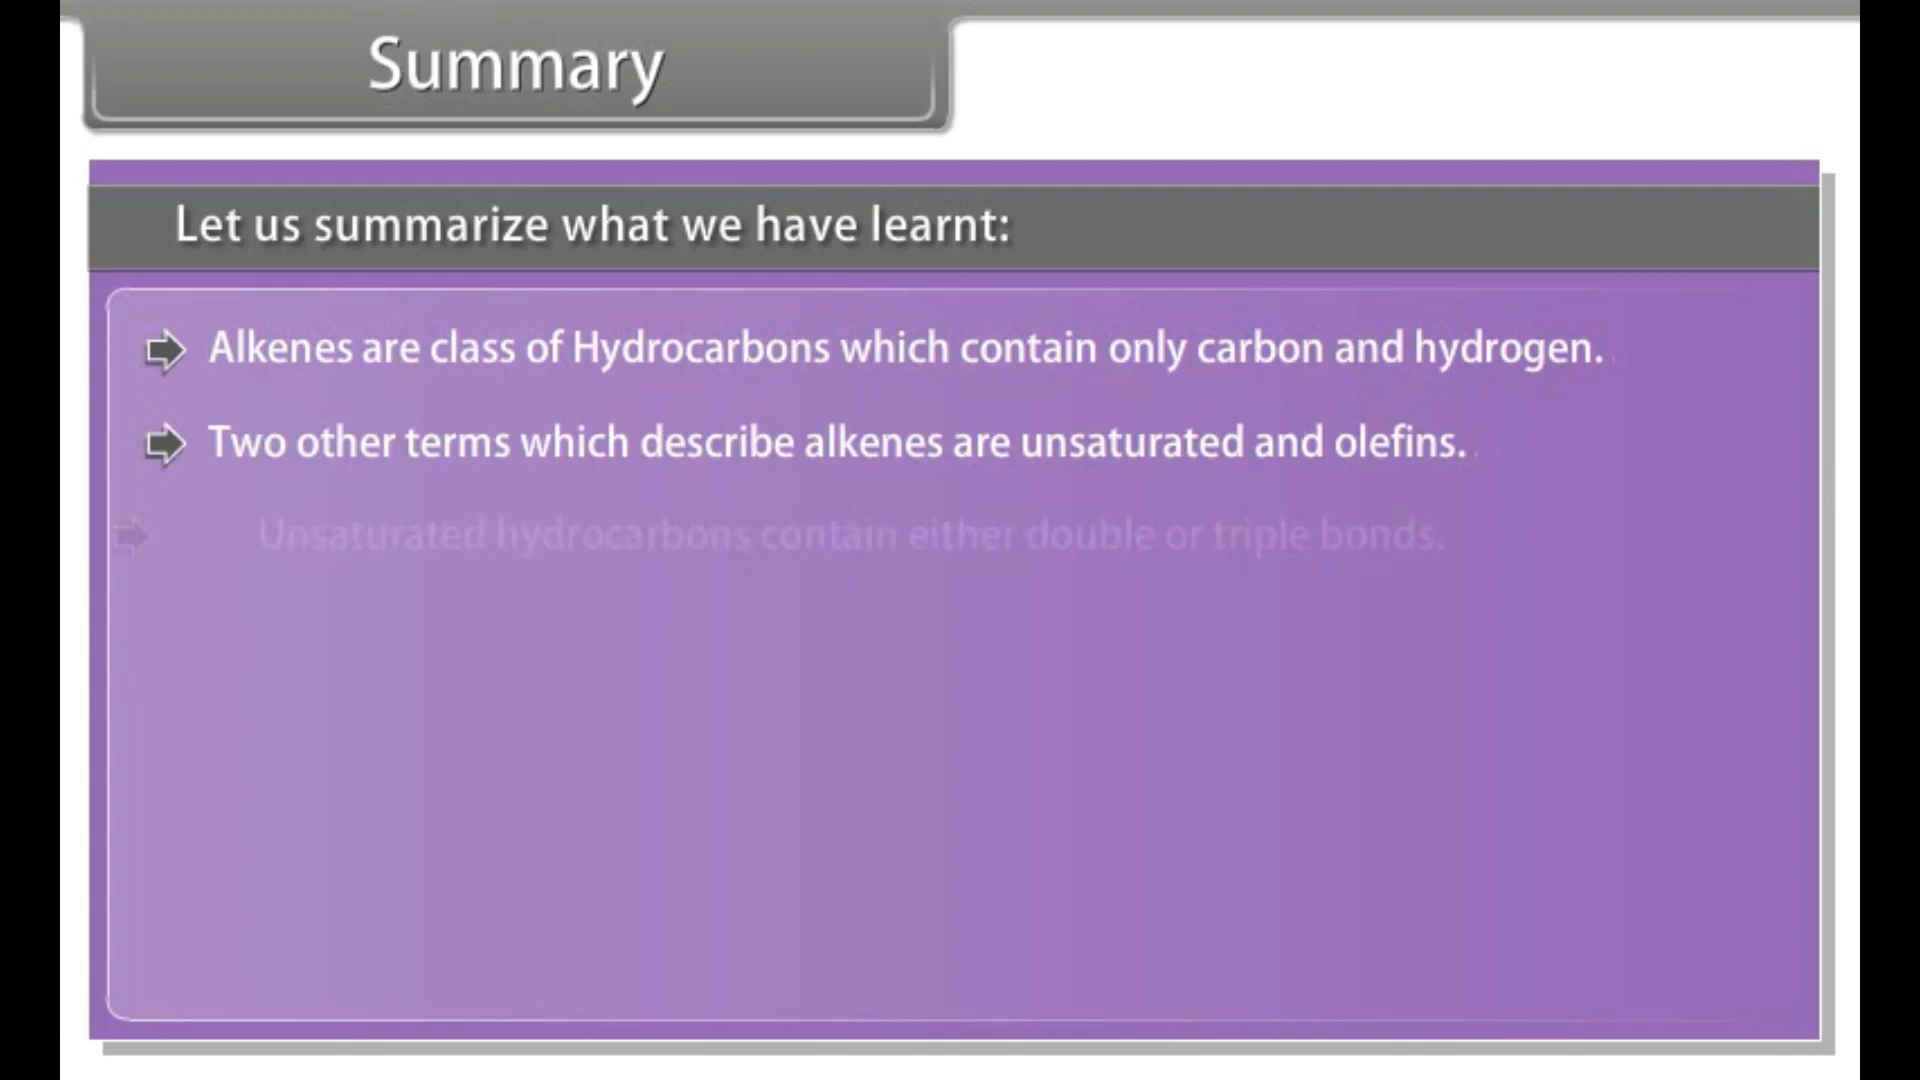 Summary
Let us summarize what we have learnt:
Alkenes are class of Hydrocarbons which contain only carbon and hydrogen.
Two other terms which describe alkenes are unsaturated and olefins.
Unsaturated hydrocarbons contain either double or triple bonds.